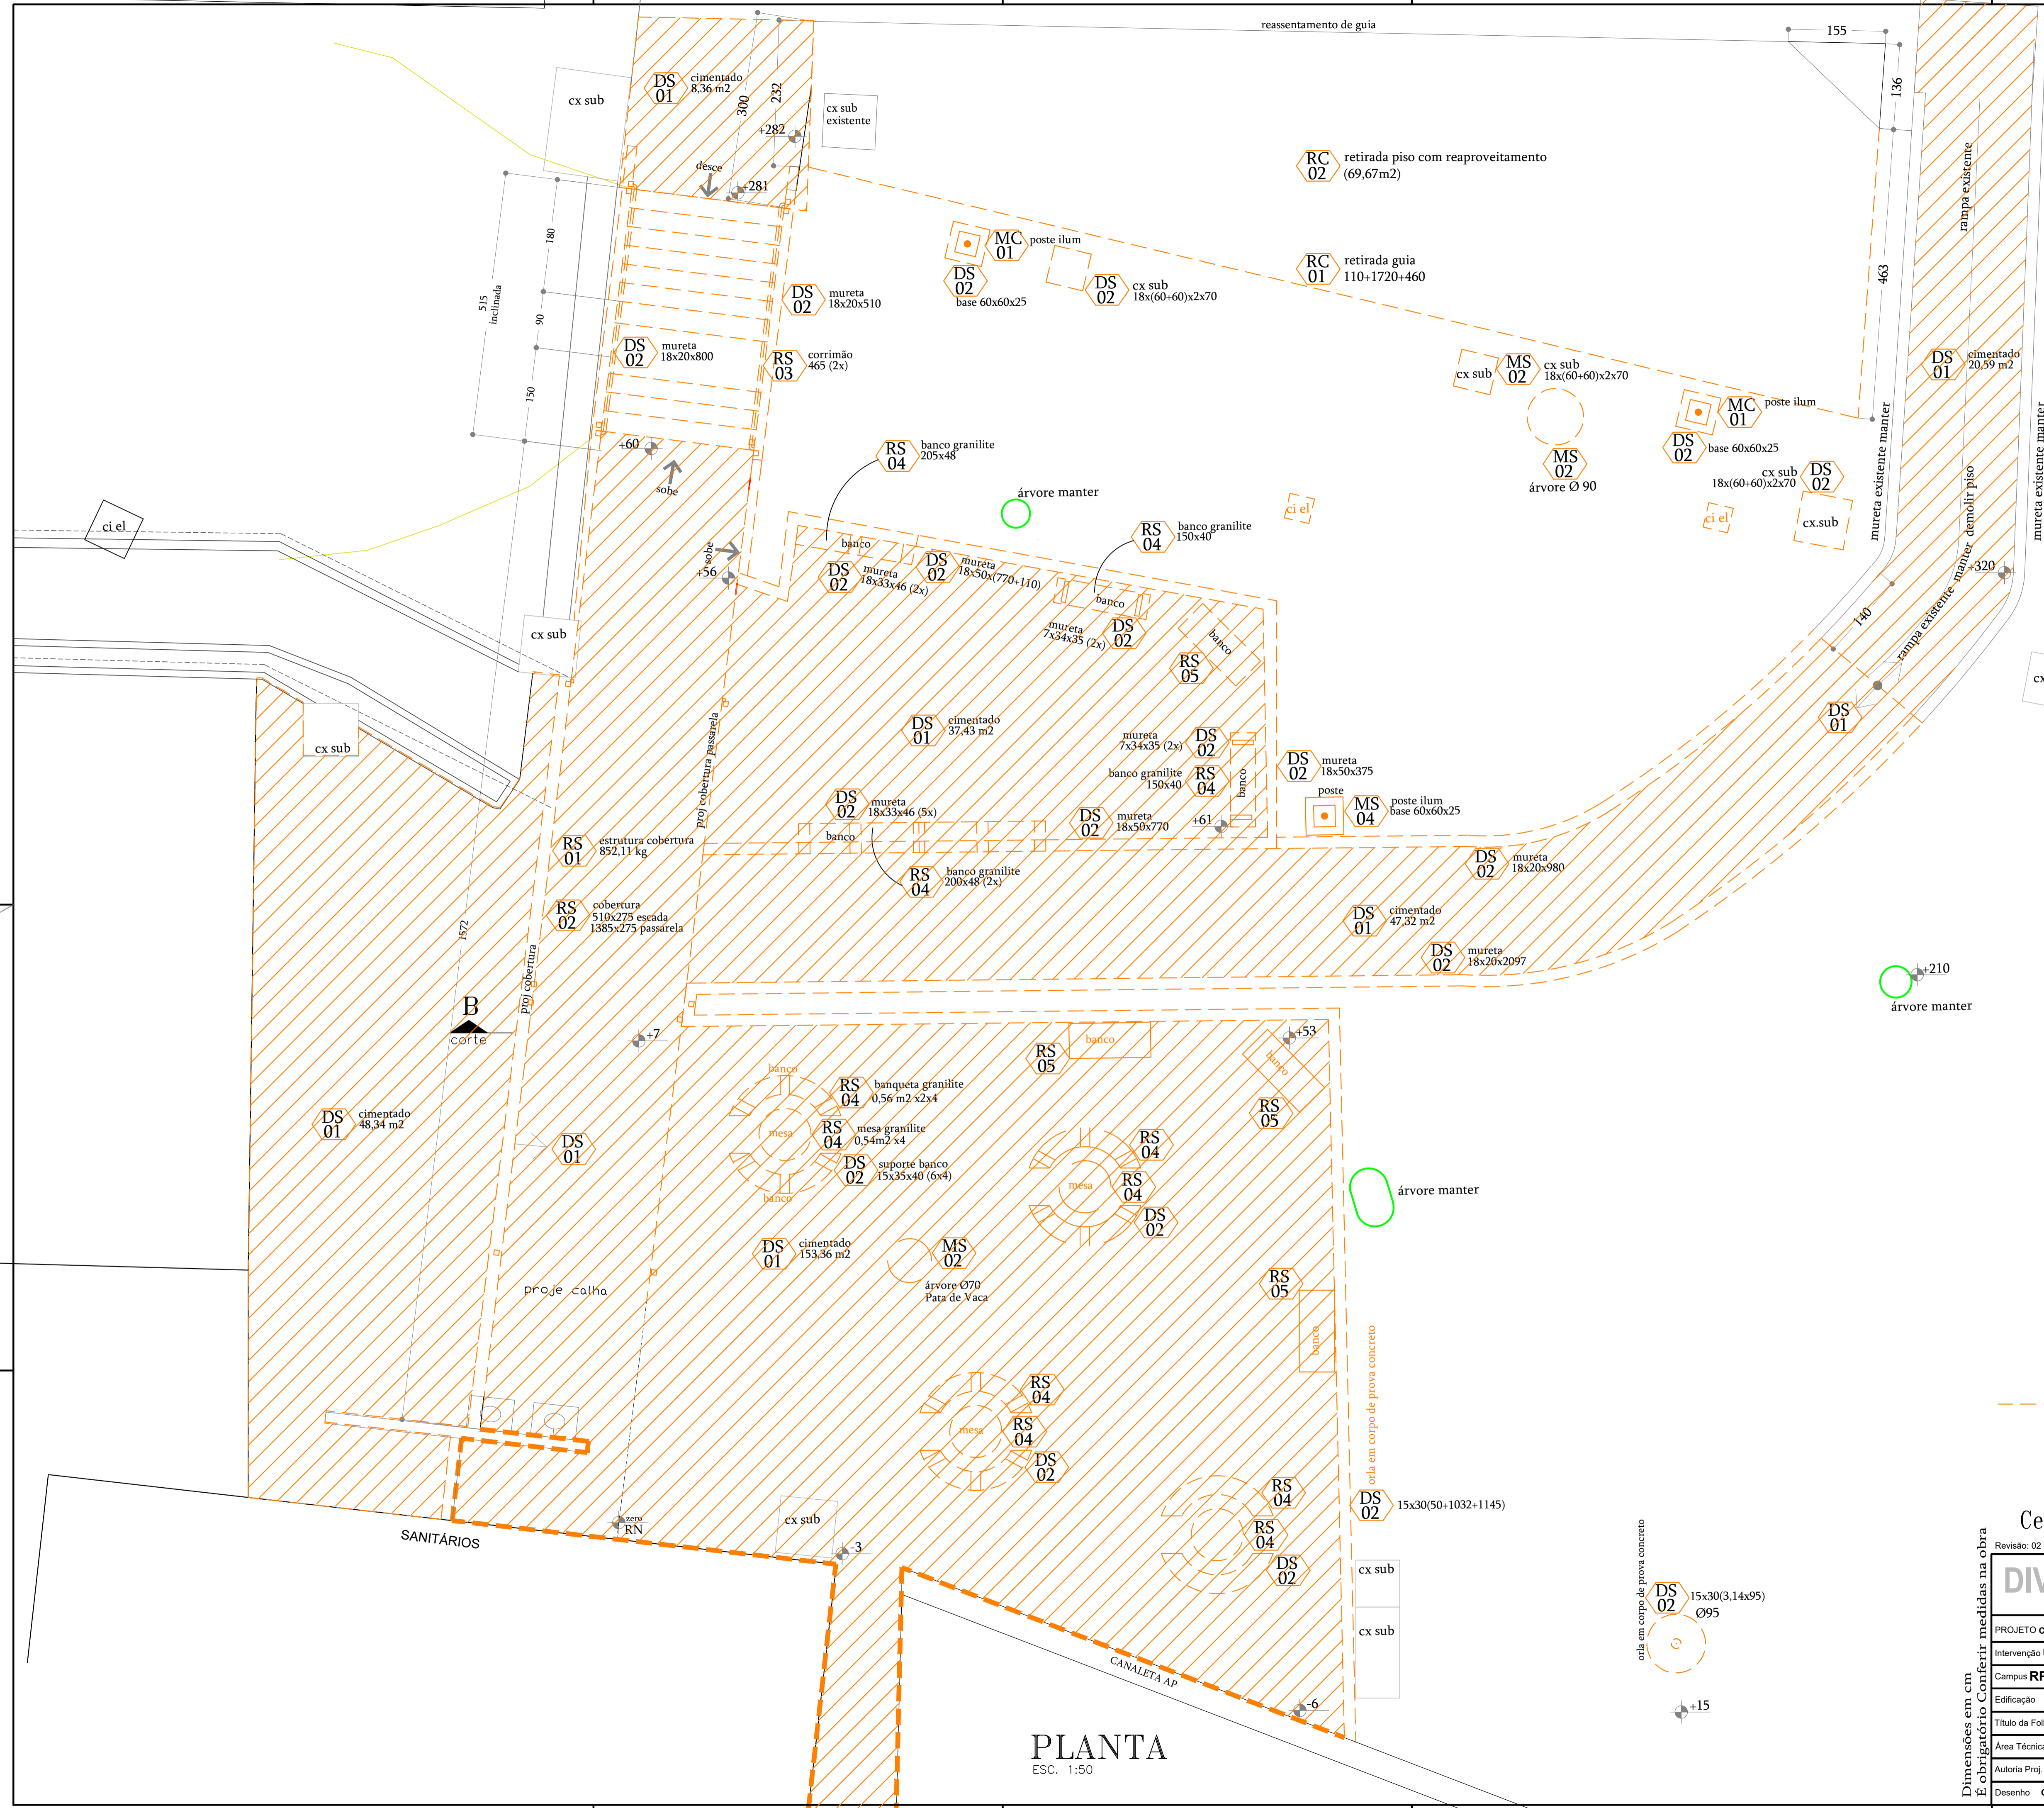 reassentamento de guia
155
136
DS
01
cimentado
8,36 m2
cx sub
300
232
+282
cx sub
existente
desce
+281
RC
02
retirada piso com reaproveitamento
(69,67m2)
rampa existente
180
515
inclinada
90
150
MC
01
poste ilum
DS
02
base 60x60x25
DS
02
cx sub
18x(60+60)x2x70
RC
01
retirada guia
110+1720+460
463
DS
02
mureta
18x20x510
DS
02
mureta
18x20x800
RS
03
corrimão
465 (2x)
cx sub
MS
02
cx sub
18x(60+60)x2x70
DS
01
cimentado
20,59 m2
MC
01
poste ilum
DS
02
base 60x60x25
MS
02
árvore Ø 90
cx sub
18x(60+60)x2x70
DS
02
cx.sub
ci el
ci el
mureta existente manter
mureta existente manter
+60
sobe
RS
04
banco granilite
205x48
árvore manter
RS
04
banco granilite
150x40
ci el
sobe
+56
banco
DS
02
mureta
18x33x46 (2x)
DS
02
mureta
18x50x(770+110)
banco
mureta
7x34x35 (2x)
DS
02
banco
RS
05
demolir piso
rampa existente manter
+320
140
DS
01
cx sub
cx sub
cx
proj cobertura passarela
DS
01
cimentado
37,43 m2
mureta
7x34x35 (2x)
DS
02
banco granilite
150x40
RS
04
banco
DS
02
mureta
18x50x375
poste
MS
04
poste ilum
base 60x60x25
DS
02
mureta
18x33x46 (5x)
banco
DS
02
mureta
18x50x770
+61
RS
01
estrutura cobertura
852,11 kg
RS
04
banco granilite
200x48 (2x)
DS
02
mureta
18x20x980
RS
02
cobertura
510x275 escada
1385x275 passarela
DS
01
cimentado
47,32 m2
DS
02
mureta
18x20x2097
1572
proj cobertura
B
corte
+7
+210
árvore manter
+53
RS
05
banco
banco
RS
05
banco
mesa
banco
RS
04
banqueta granilite
0,56 m2 x2x4
RS
04
mesa granilite
0,54m2 x4
DS
02
suporte banco
15x35x40 (6x4)
DS
01
cimentado
48,34 m2
DS
01
RS
04
mesa
RS
04
DS
02
árvore manter
DS
01
cimentado
153,36 m2
MS
02
árvore Ø70
Pata de Vaca
RS
05
banco
proje calha
orla em corpo de prova concreto
RS
04
mesa
RS
04
DS
02
RS
04
RS
04
DS
02
DS
02
15x30(50+1032+1145)
SANITÁRIOS
zero
RN
cx sub
-3
cx sub
cx sub
CANALETA AP
-6
orla em corpo de prova concreto
DS
02
15x30(3,14x95)
Ø95
+15
PLANTA
ESC. 1:50
Dimensões em cm
É obrigatório Conferir medidas na obra
Ce
Revisão: 02
DIV
PROJETO
Intervenção
Campus RP
Edificação
Título da Fol
Área Técnica
Autoria Proj.
Desenho